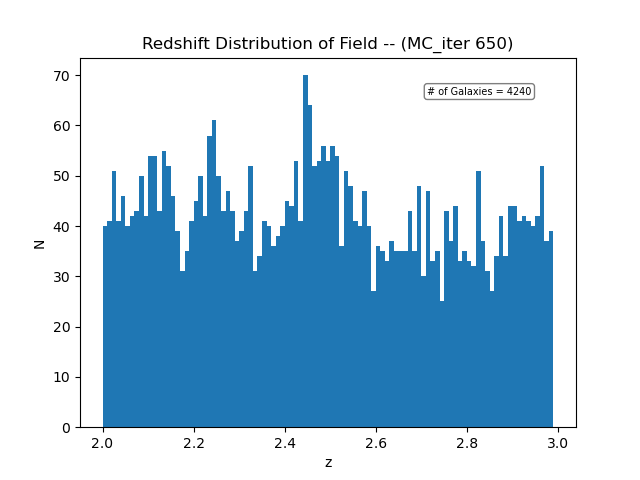 Redshift Distribution of Field -- (MC_iter 650)
# of Galaxies = 4240
70
60
50
40
30
20
10
0
N
2.0 2.2 2.4 2.6 2.8 3.0
z